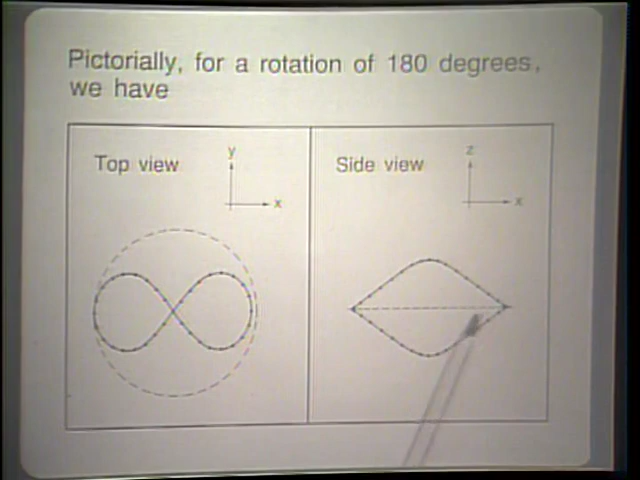 Pictorially, for a rotation of 180 degrees,
we have
Top view
y
x
Side view
z
x